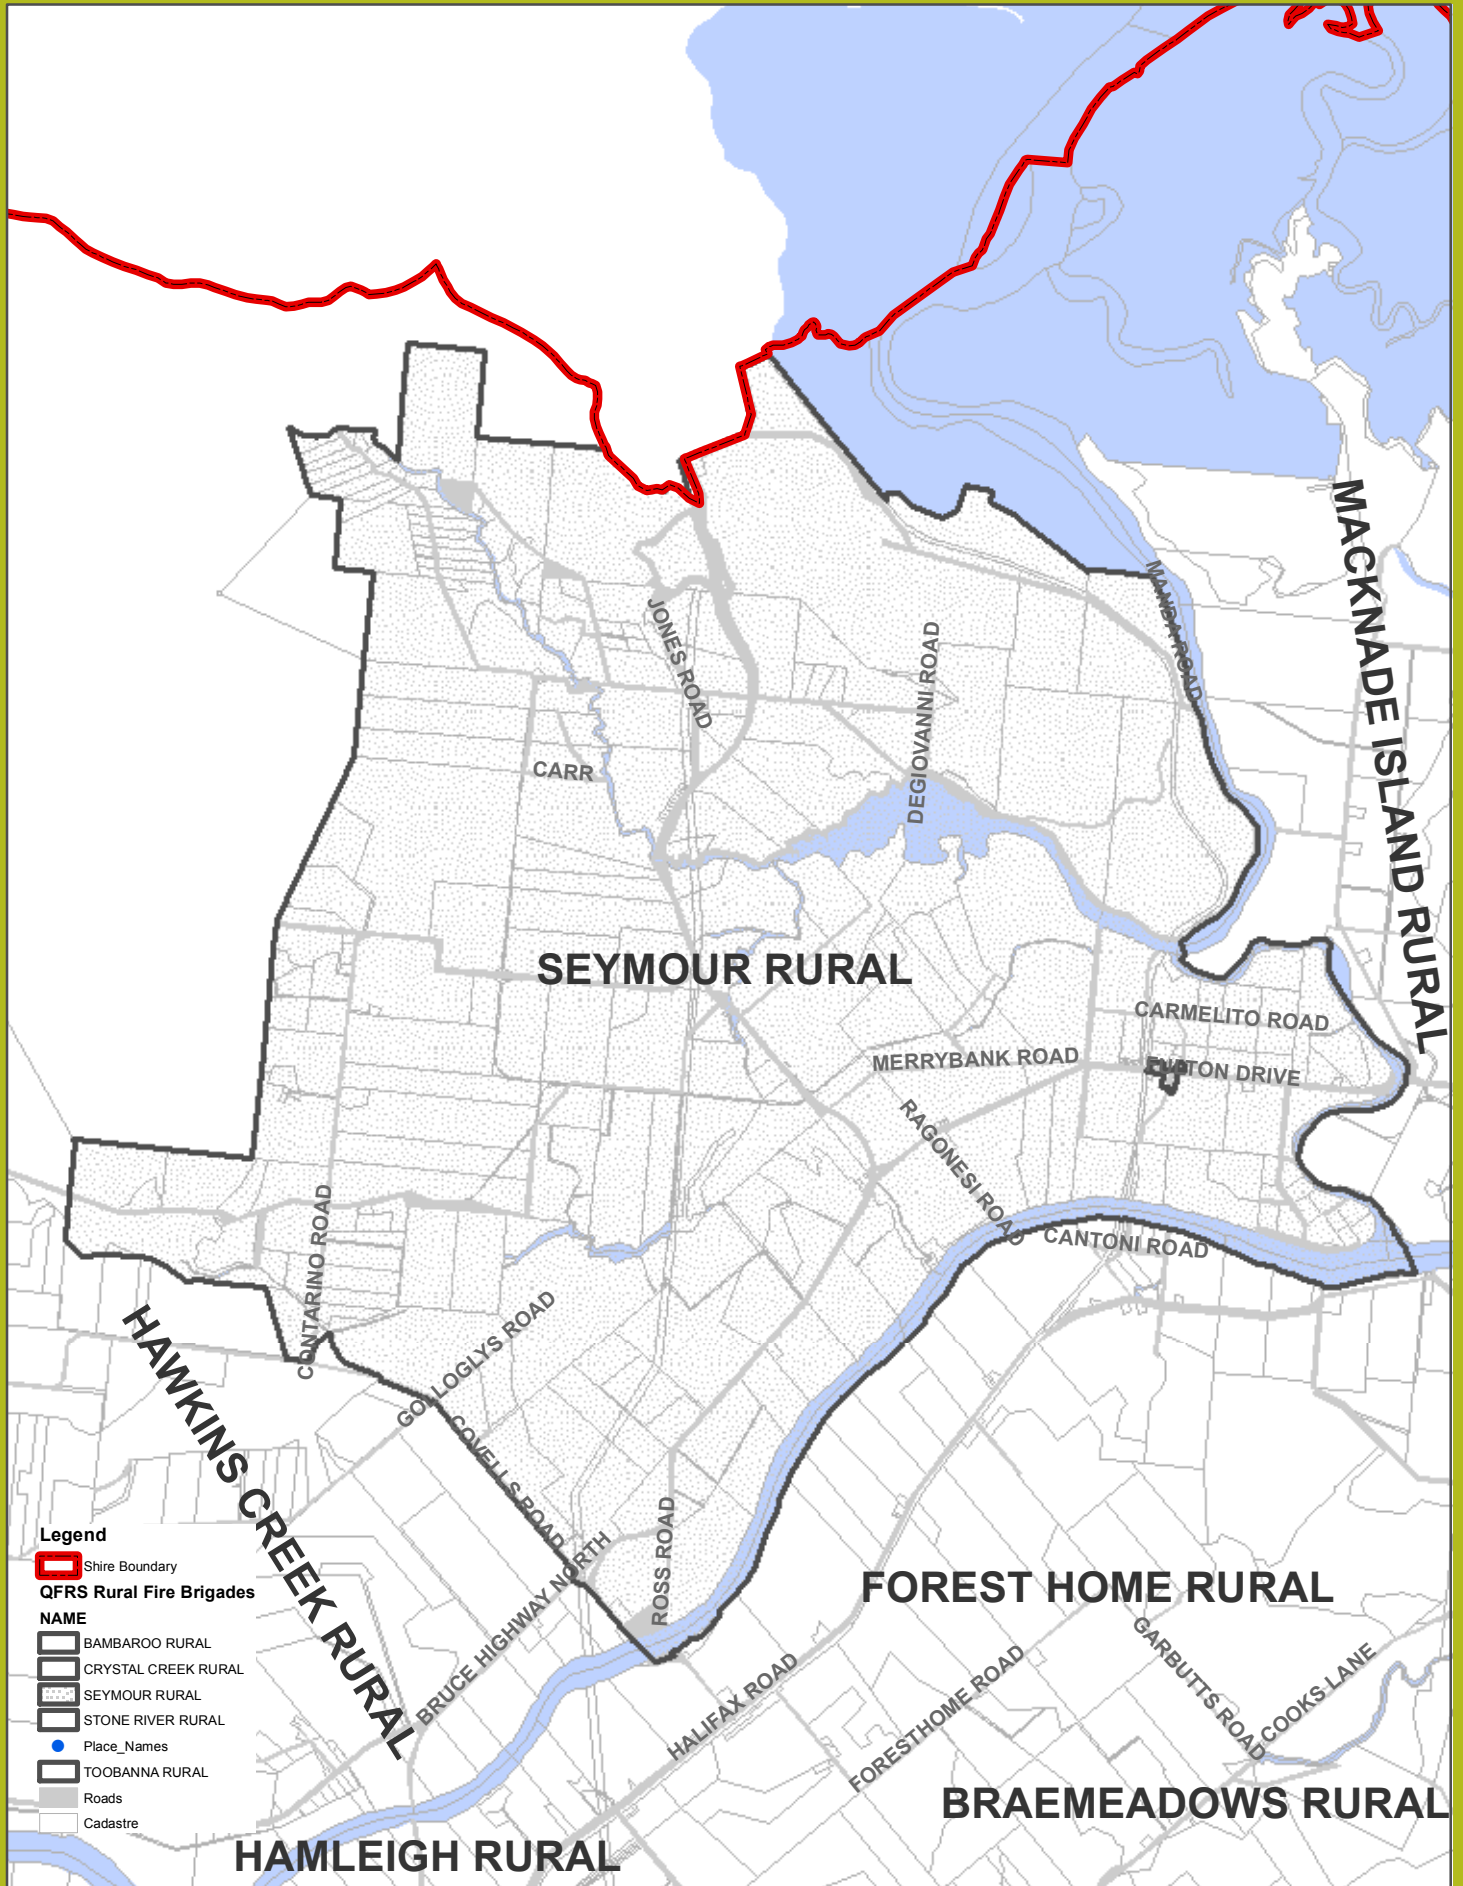 MACKNADE ISLAND RURAL
MANDA ROAD
JONES ROAD
DEGIOVANNI ROAD
CARR
SEYMOUR RURAL
CARMELITO ROAD
MERRYBANK ROAD
DRIVE
RAGONESI ROAD
CANTONI ROAD
CONTARINO ROAD
GOLLOGLYS ROAD
HAWKINS CREEK RURAL
COVELLS ROAD
ROSS ROAD
BRUCE HIGHWAY NORTH
FOREST HOME RURAL
HALIFAX ROAD
FORESTHOME ROAD
GARBUTTS ROAD
COOKS LANE
BRAEMEADOWS RURAL
HAMLEIGH RURAL
Legend
Shire Boundary
QFRS Rural Fire Brigades
NAME
BAMBAROO RURAL
CRYSTAL CREEK RURAL
SEYMOUR RURAL
STONE RIVER RURAL
Place_Names
TOOBANNA RURAL
Roads
Cadastre